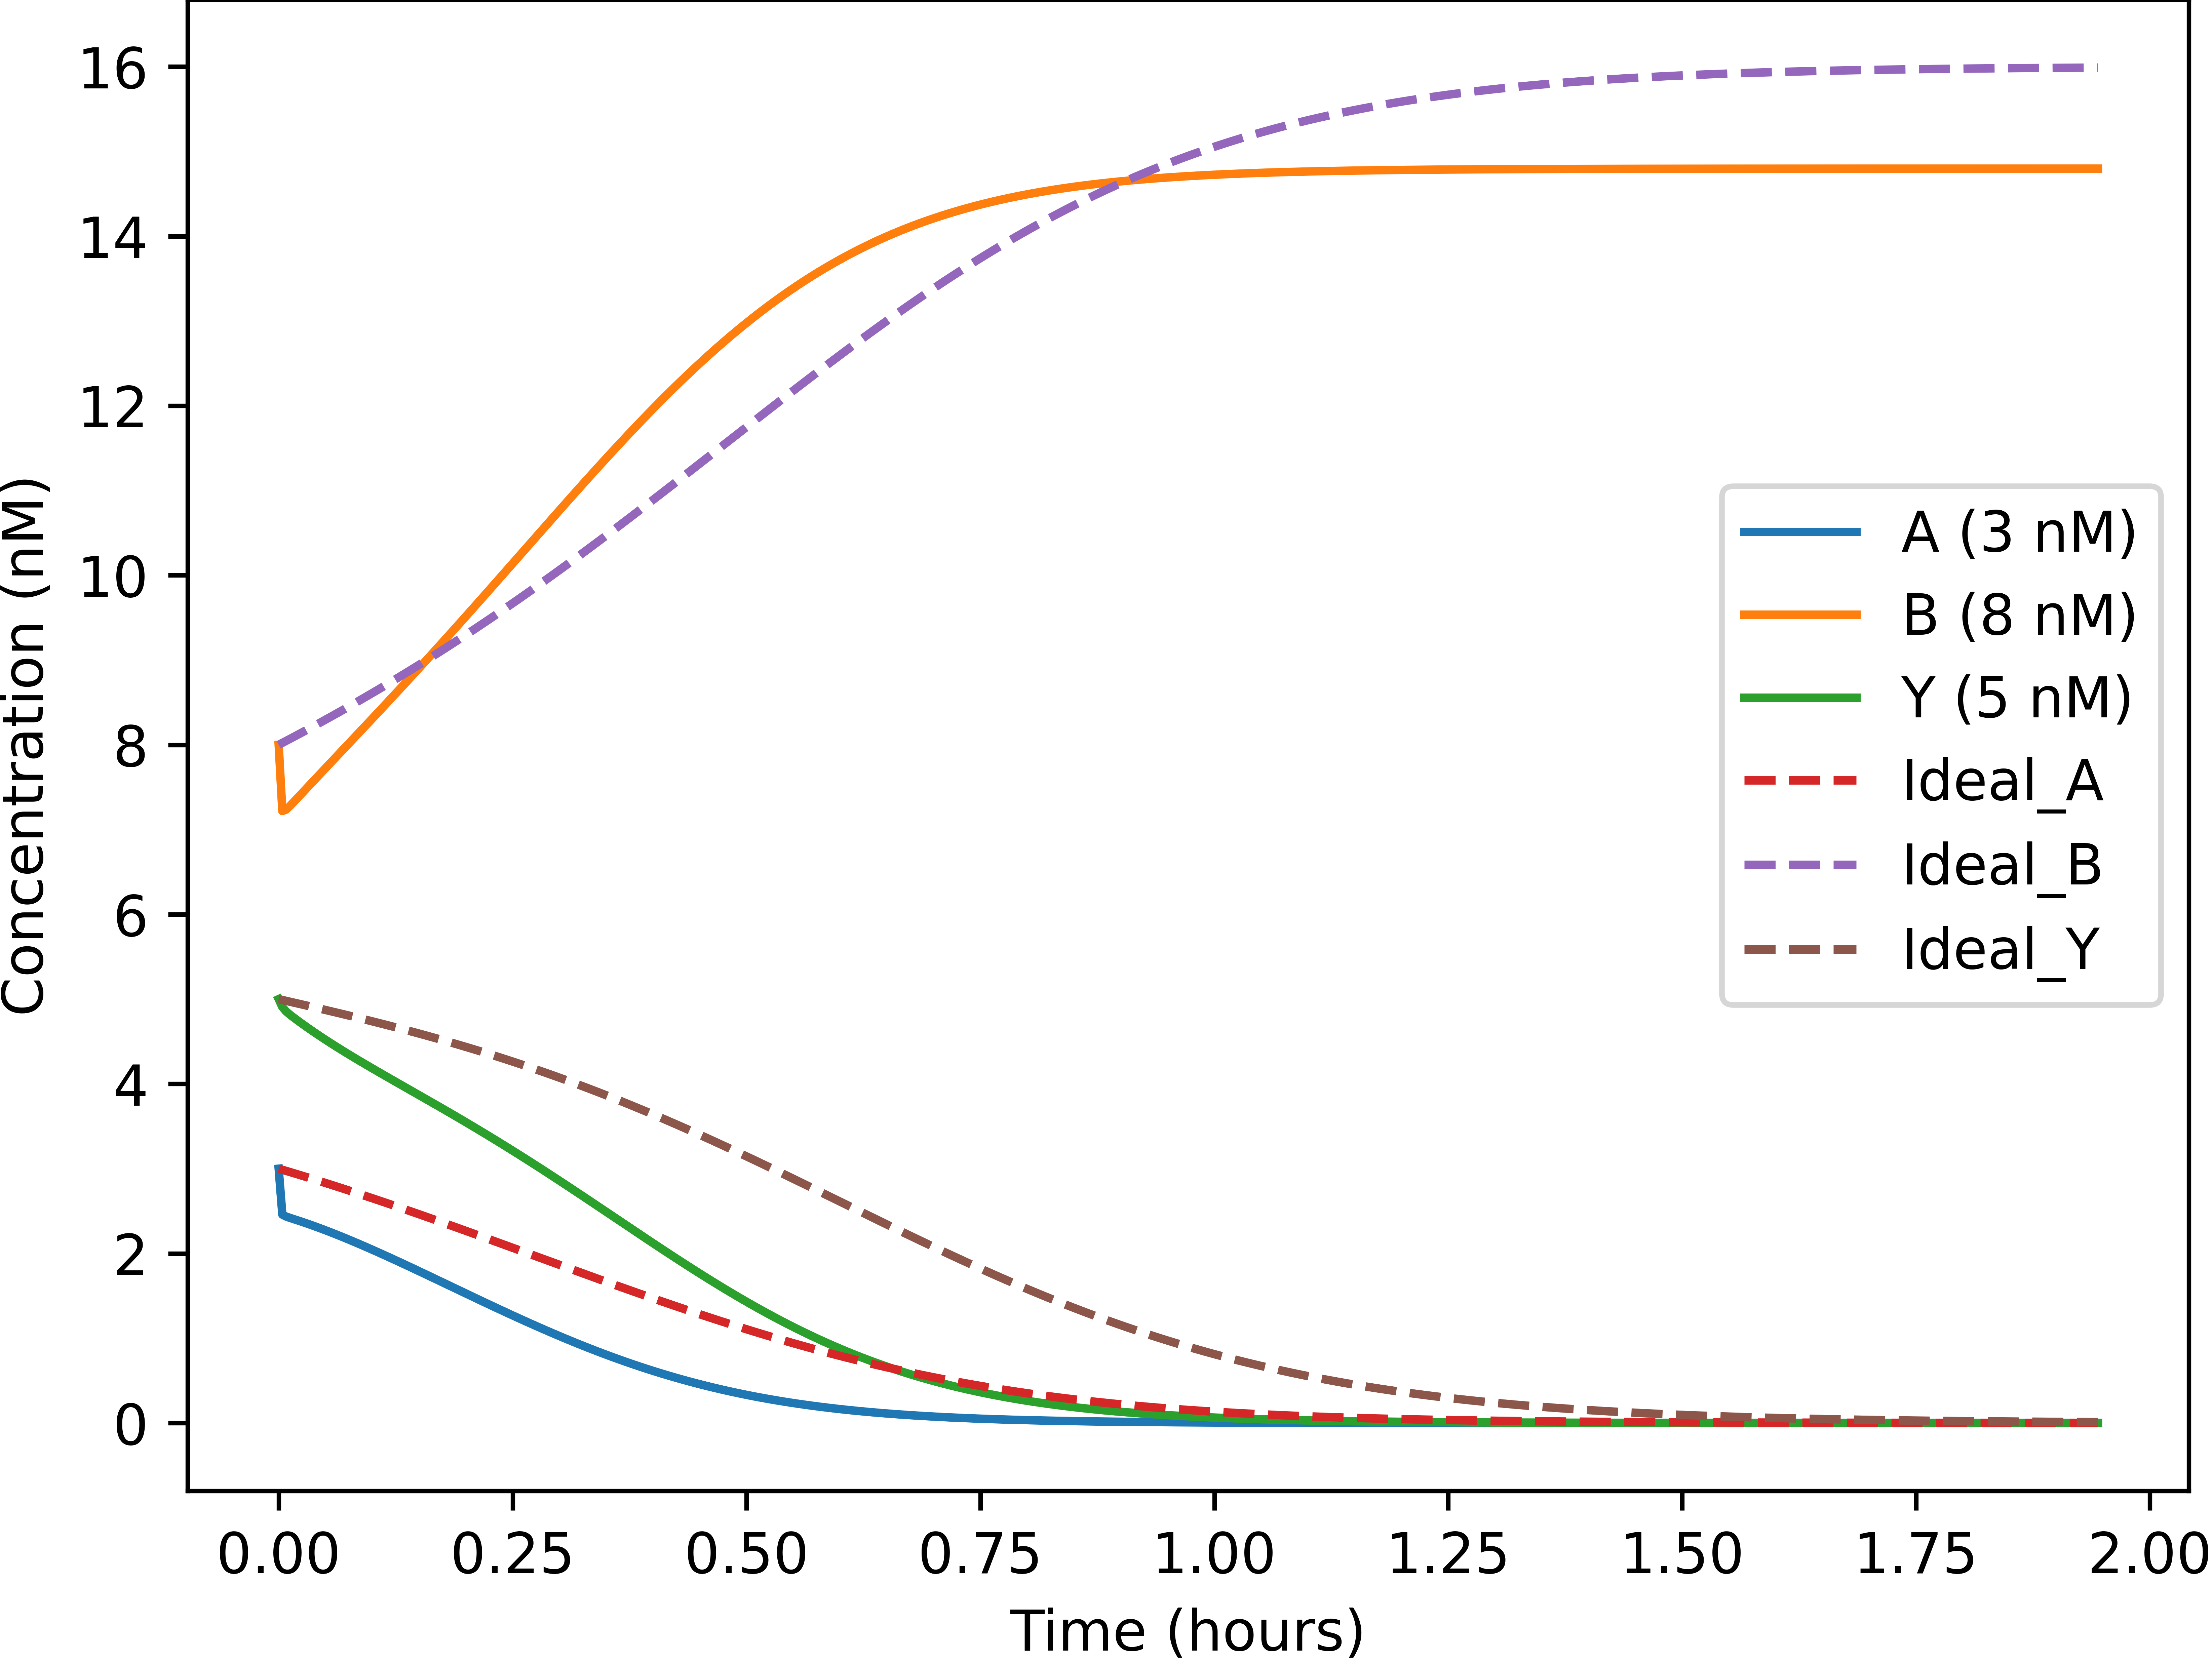 Concentration (nM)
16
14
12
10
8
6
4
2
0
A (3 nM)
B (8 nM)
Y (5 nM)
Ideal_A
Ideal_B
Ideal_Y
0.00 0.25 0.50 0.75 1.00 1.25 1.50 1.75 2.00
Time (hours)